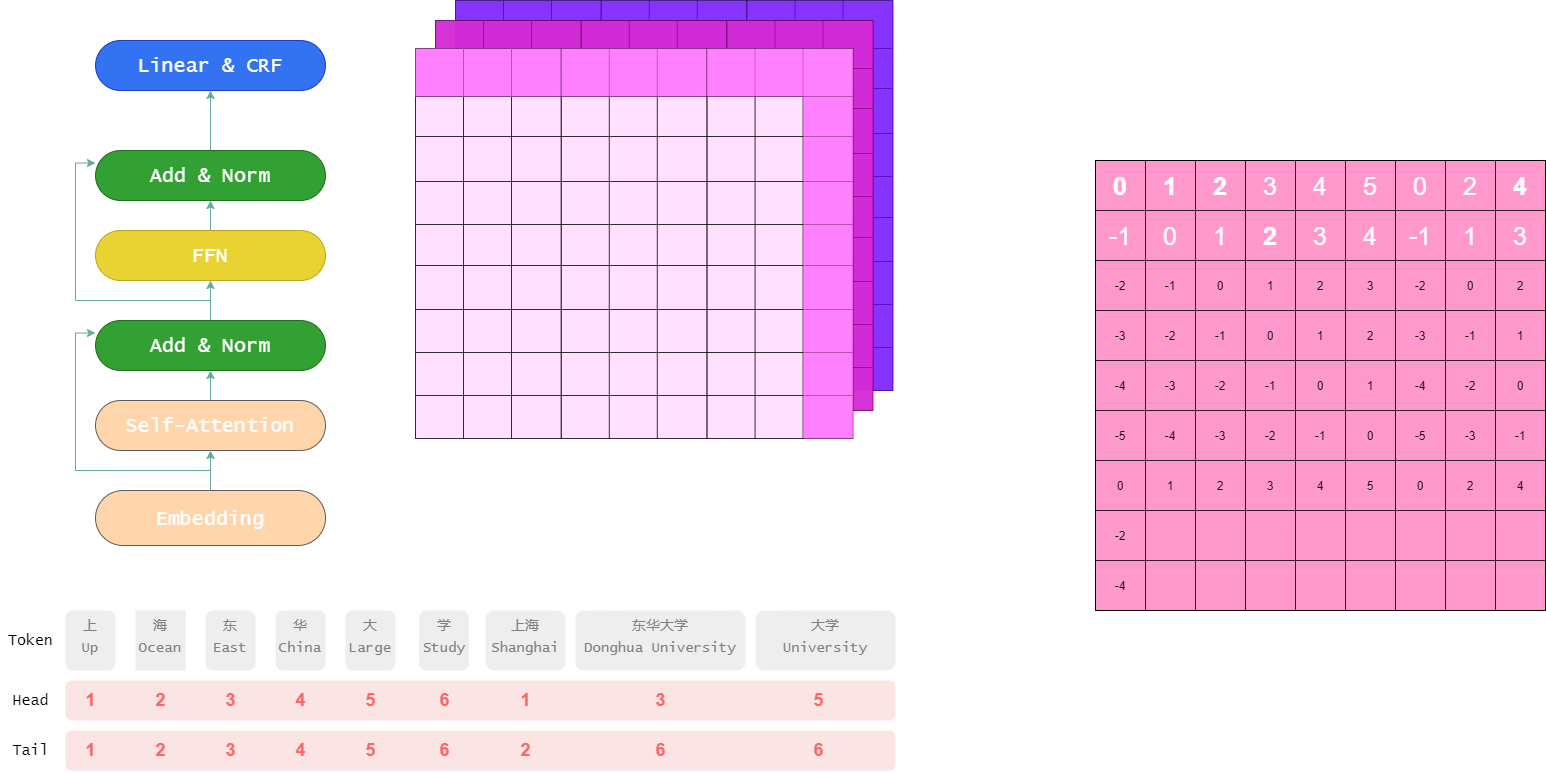 Linear & CRF
Add & Norm
FFN
Add & Norm
Self-Attention
Embedding
0 1 2 3 4 5 0 2 4
-1 0 1 2 3 4 -1 1 3
-2 -1 0 1 2 3 -2 0 2
-3 -2 -1 0 1 2 -3 -1 1
-4 -3 -2 -1 0 1 -4 -2 0
-5 -4 -3 -2 -1 0 -5 -3 -1
0 1 2 3 4 5 0 2 4
-2
-4
上 海 东 华 大 学 上海 东华大学 大学
Token Up Ocean East China Large Study Shanghai Donghua University University
Head 1 2 3 4 5 6 1 3 5
Tail 1 2 3 4 5 6 2 6 6